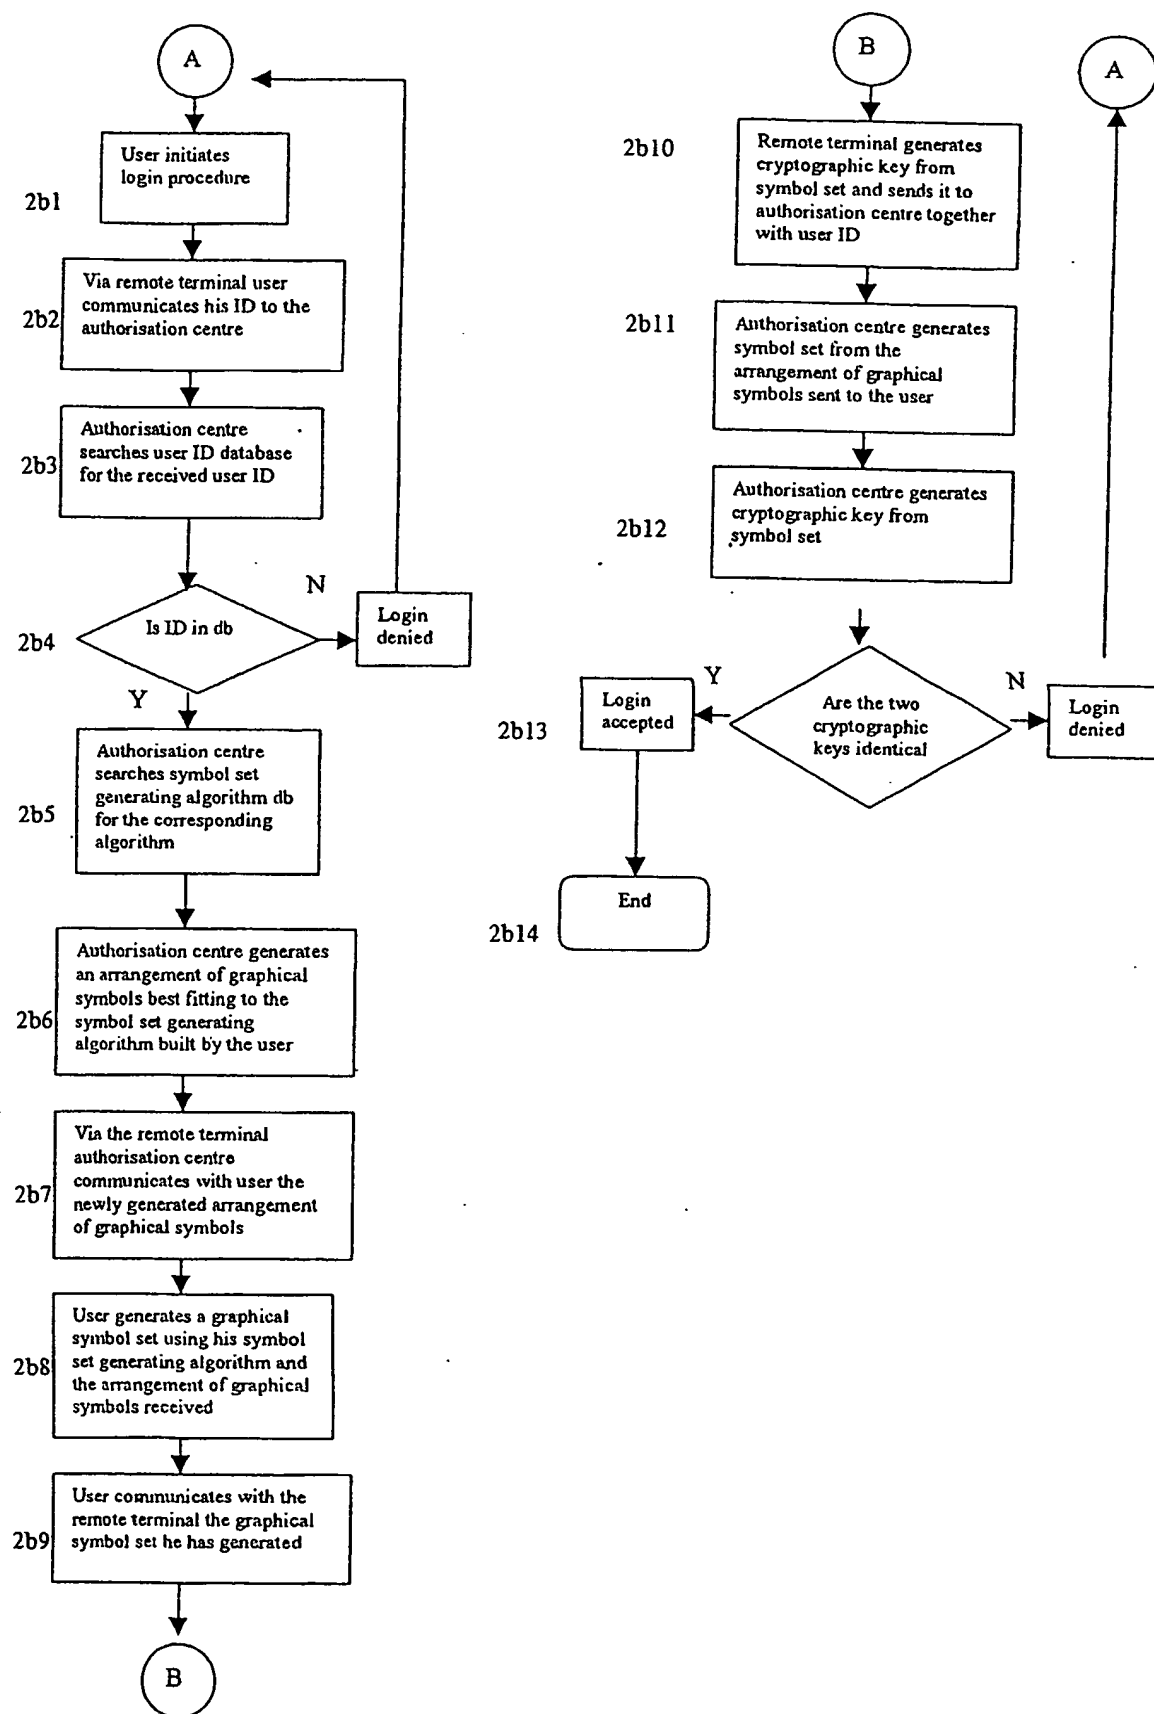 A
User initiates
login procedure
2b1
Via remote terminal user
communicates his ID to the
authorisation centre
2b2
Authorisation centre
searches user ID database
for the received user ID
2b3
Is ID in db
2b4
N
Login
denied
Y
Authorisation centre
searches symbol set
generating algorithm db
for the corresponding
algorithm
2b5
Authorisation centre generates
an arrangement of graphical
symbols best fitting to the
symbol set generating
algorithm built by the user
2b6
Via the remote terminal
authorisation centre
communicates with user the
newly generated arrangement
of graphical symbols
2b7
User generates a graphical
symbol set using his symbol
set generating algorithm and
the arrangement of graphical
symbols received
2b8
User communicates with the
remote terminal the graphical
symbol set he has generated
2b9
B
B
A
2b10
Remote terminal generates
cryptographic key from
symbol set and sends it to
authorisation centre together
with user ID
2b11
Authorisation centre generates
symbol set from the
arrangement of graphical
symbols sent to the user
2b12
Authorisation centre generates
cryptographic key from
symbol set
Are the two
cryptographic
keys identical
Y
N
Login
accepted
2b13
Login
denied
End
2b14